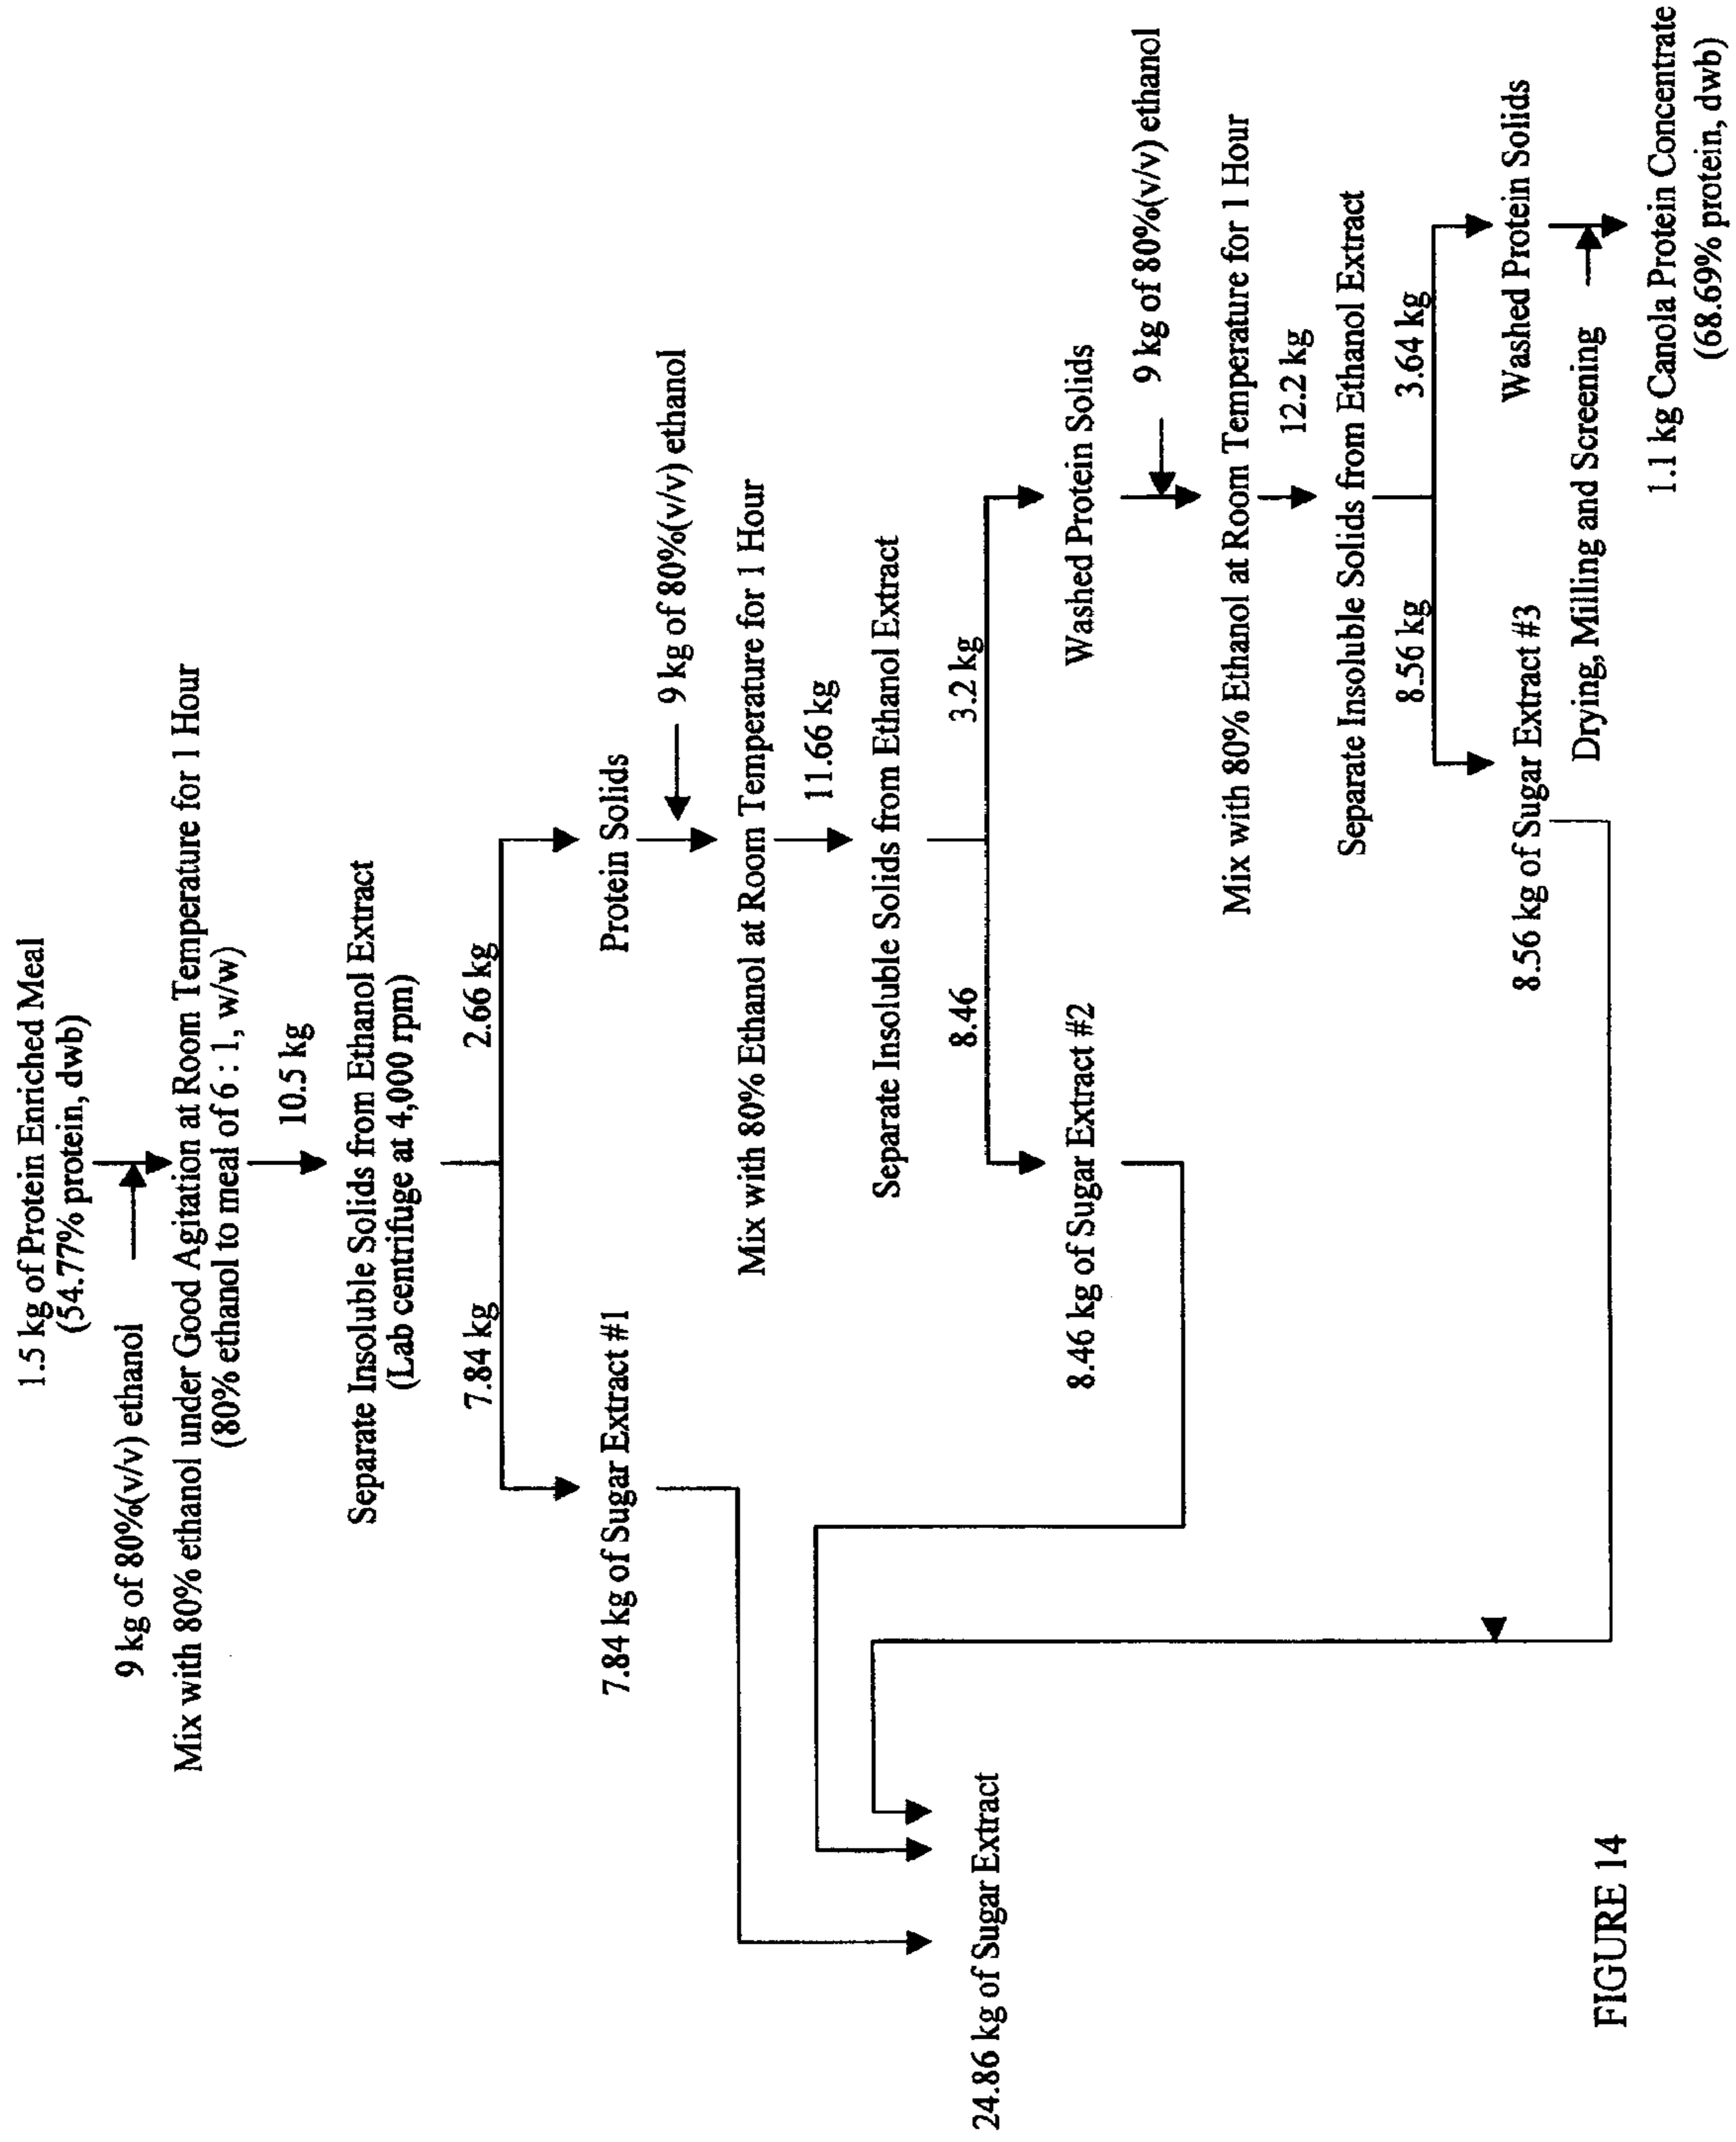 1.5 kg of Protein Enriched Meal
(54.77% protein, dwb)
9 kg of 80%(v/v) ethanol
Mix with 80% ethanol under Good Agitation at Room Temperature for 1 Hour
(80% ethanol to meal of 6 : 1, w/w)
10.5 kg
Separate Insoluble Solids from Ethanol Extract
(Lab centrifuge at 4,000 rpm)
7.84 kg
2.66 kg
7.84 kg of Sugar Extract #1
Protein Solids
9 kg of 80%(v/v) ethanol
Mix with 80% Ethanol at Room Temperature for 1 Hour
11.66 kg
Separate Insoluble Solids from Ethanol Extract
8.46
3.2 kg
24.86 kg of Sugar Extract
8.46 kg of Sugar Extract #2
Washed Protein Solids
9 kg of 80%(v/v) ethanol
Mix with 80% Ethanol at Room Temperature for 1 Hour
12.2 kg
Separate Insoluble Solids from Ethanol Extract
8.56 kg
3.64 kg
8.56 kg of Sugar Extract #3
Washed Protein Solids
Drying, Milling and Screening
1.1 kg Canola Protein Concentrate
(68.69% protein, dwb)
FIGURE 14